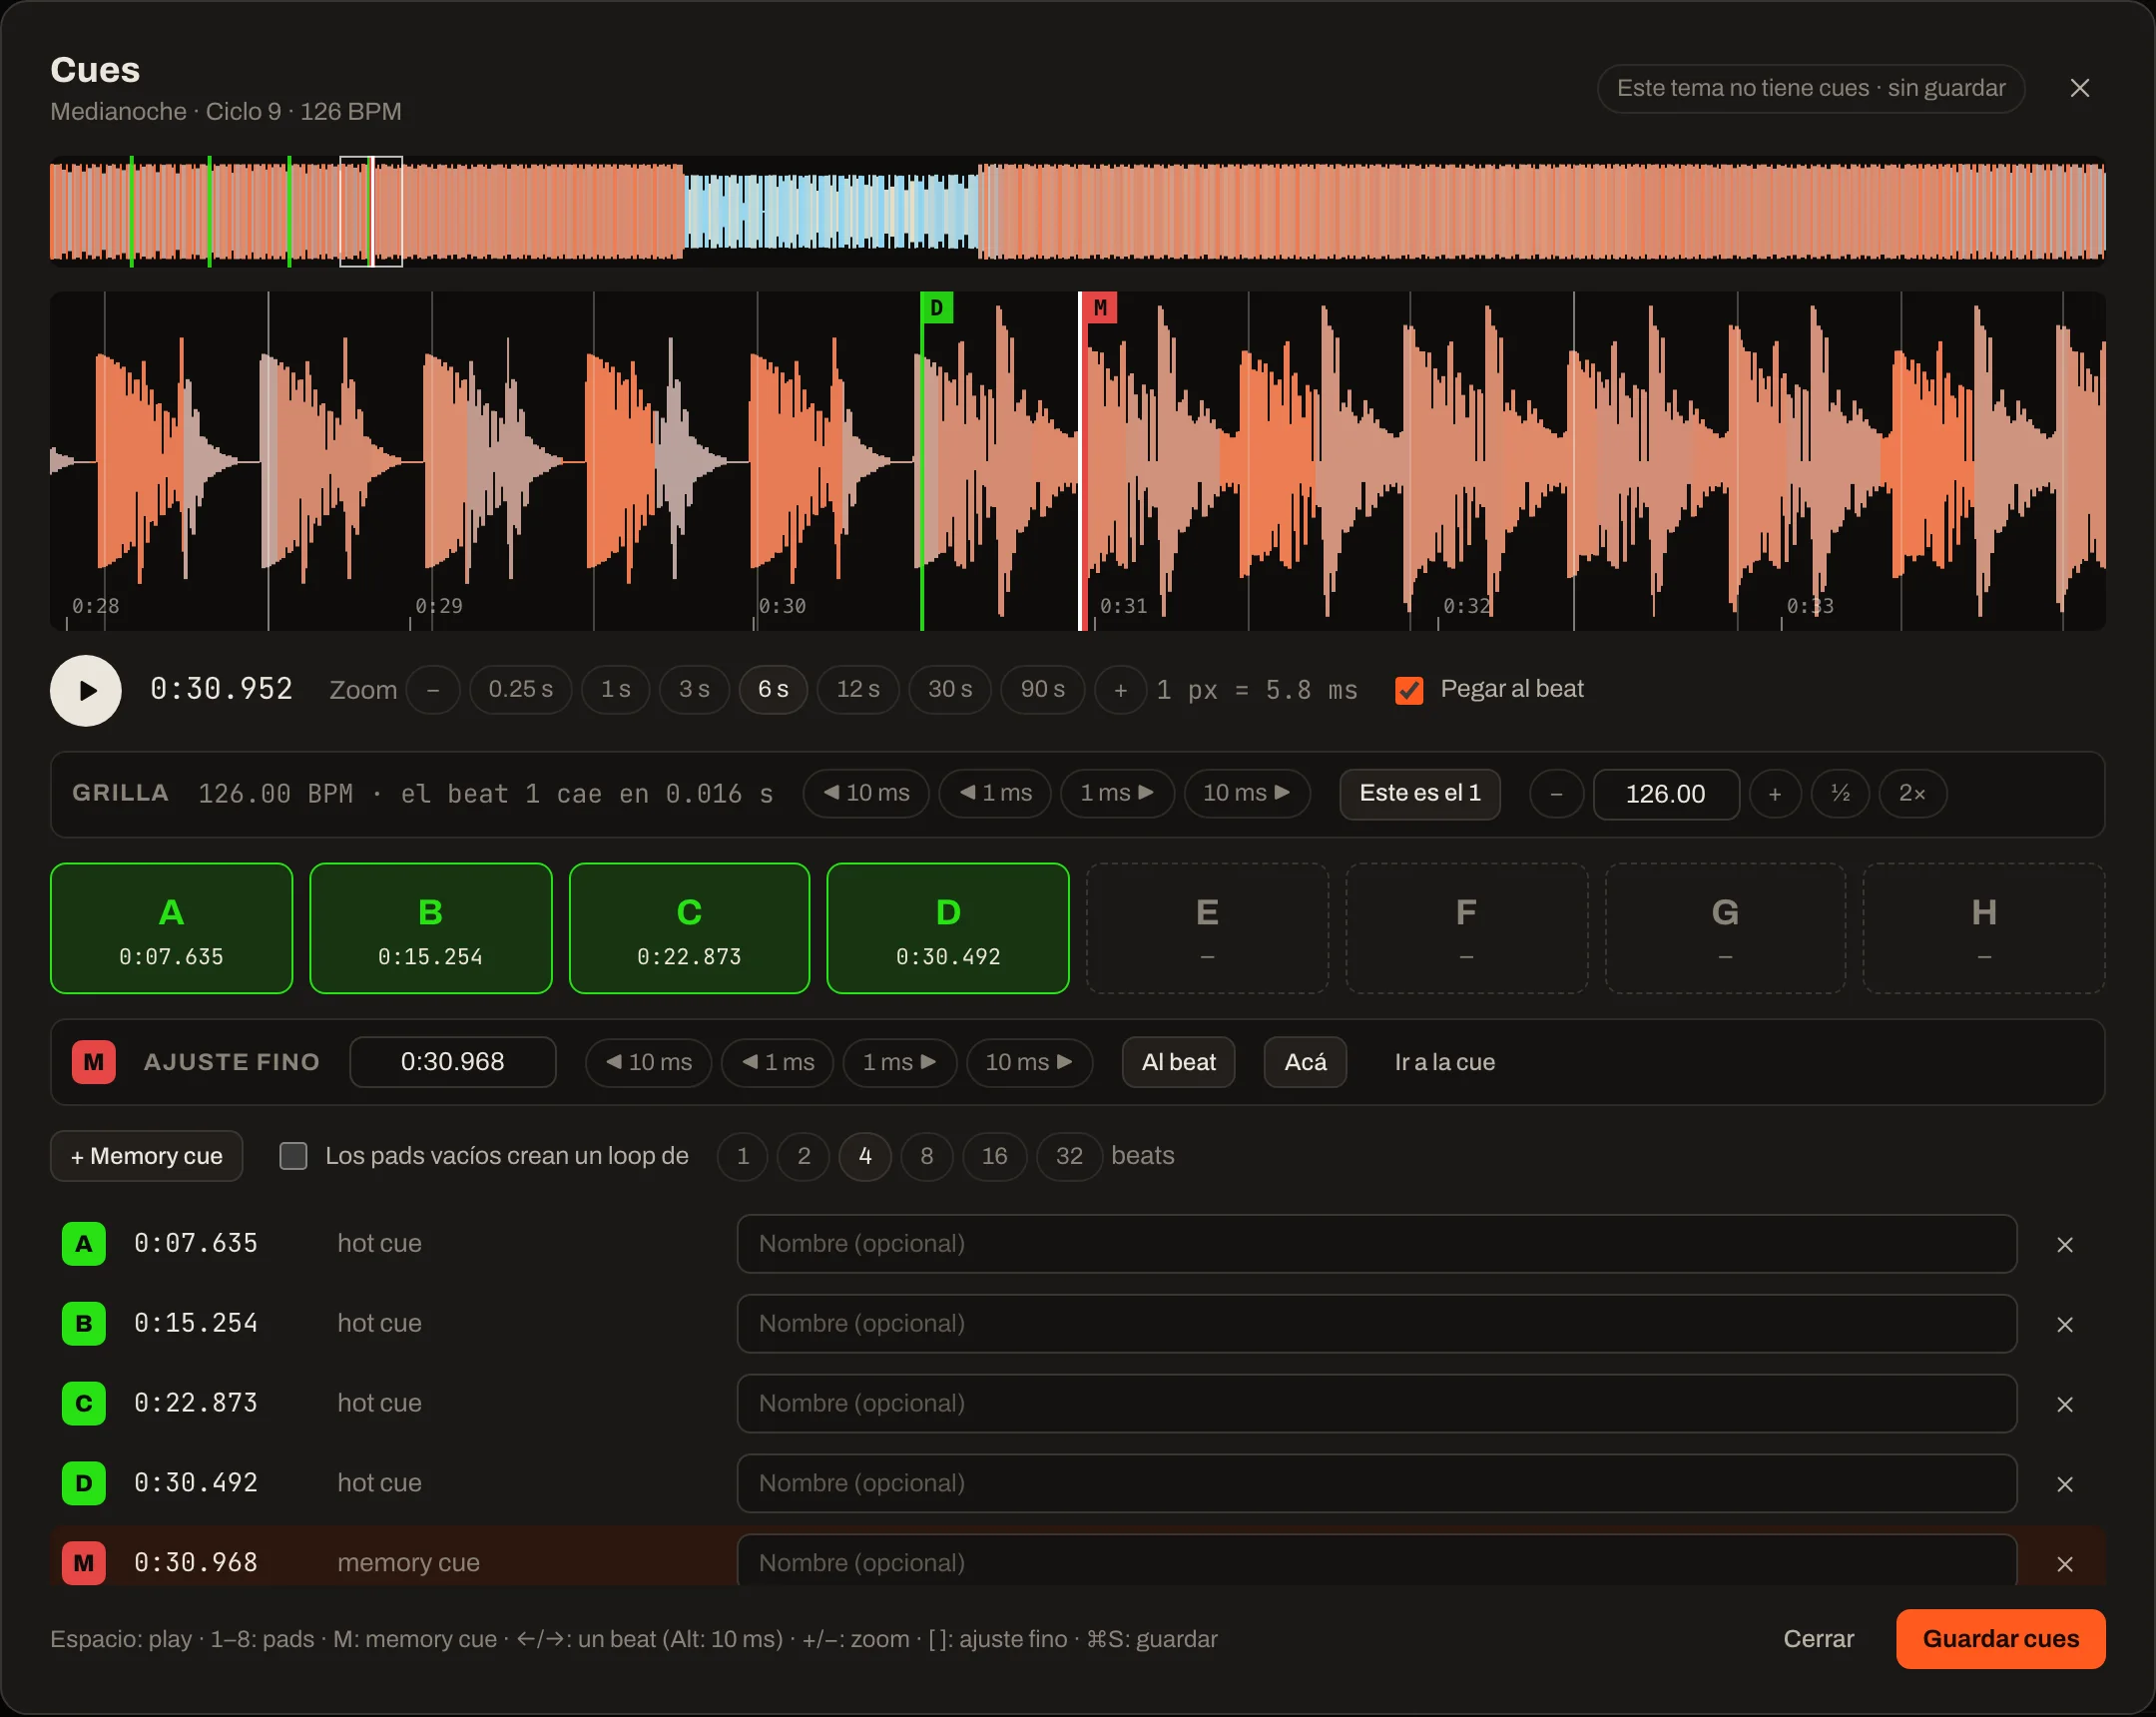 Cues
Medianoche · Ciclo 9 · 126 BPM
Este tema no tiene cues · sin guardar
D
M
0:28
0:29
0:30
0:31
0:32
0:33
0:30.952
Zoom − 0.25 s 1 s 3 s 6 s 12 s 30 s 90 s + 1 px = 5.8 ms Pegar al beat
GRILLA 126.00 BPM · el beat 1 cae en 0.016 s ◀ 10 ms ◀ 1 ms 1 ms ▶ 10 ms ▶ Este es el 1 − 126.00 + ½ 2×
A
0:07.635
B
0:15.254
C
0:22.873
D
0:30.492
E
–
F
–
G
–
H
–
M AJUSTE FINO 0:30.968 ◀ 10 ms ◀ 1 ms 1 ms ▶ 10 ms ▶ Al beat Acá Ir a la cue
+ Memory cue Los pads vacíos crean un loop de 1 2 4 8 16 32 beats
A 0:07.635 hot cue Nombre (opcional)
B 0:15.254 hot cue Nombre (opcional)
C 0:22.873 hot cue Nombre (opcional)
D 0:30.492 hot cue Nombre (opcional)
M 0:30.968 memory cue Nombre (opcional)
Espacio: play · 1–8: pads · M: memory cue · ←/→: un beat (Alt: 10 ms) · +/−: zoom · [ ]: ajuste fino · ⌘S: guardar
Cerrar
Guardar cues